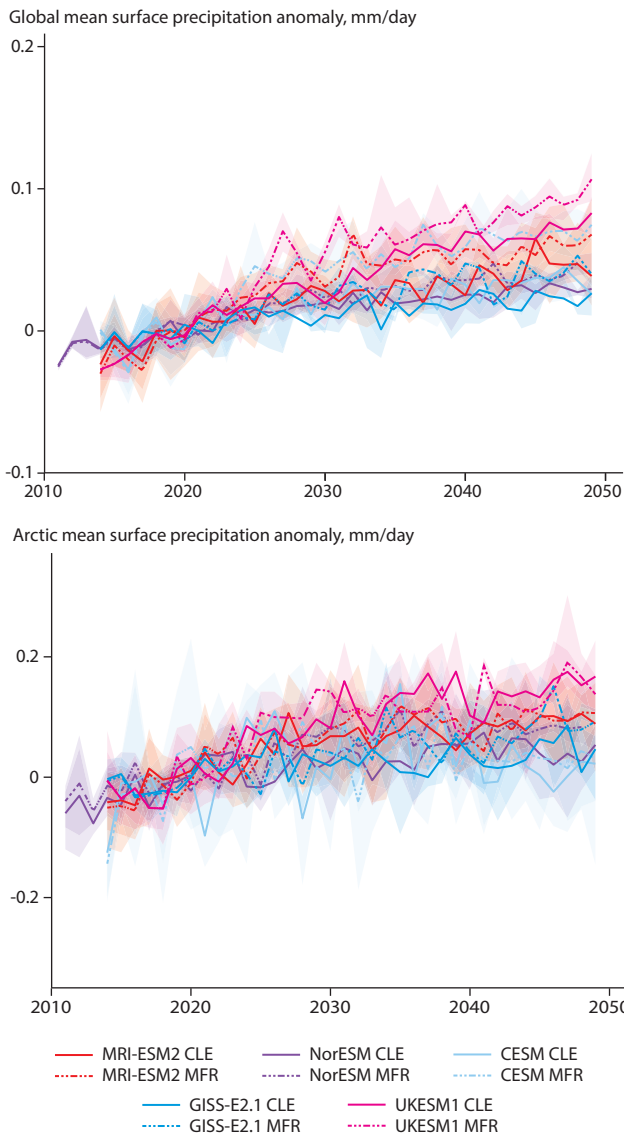 Global mean surface precipitation anomaly, mm/day
0.2
0.1
0
-0.1
2010 2020 2030 2040 2050
Arctic mean surface precipitation anomaly, mm/day
0.2
0
-0.2
2010 2020 2030 2040 2050
MRI-ESM2 CLE NorESM CLE CESM CLE
MRI-ESM2 MFR NorESM MFR CESM MFR
GISS-E2.1 CLE UKESM1 CLE
GISS-E2.1 MFR UKESM1 MFR